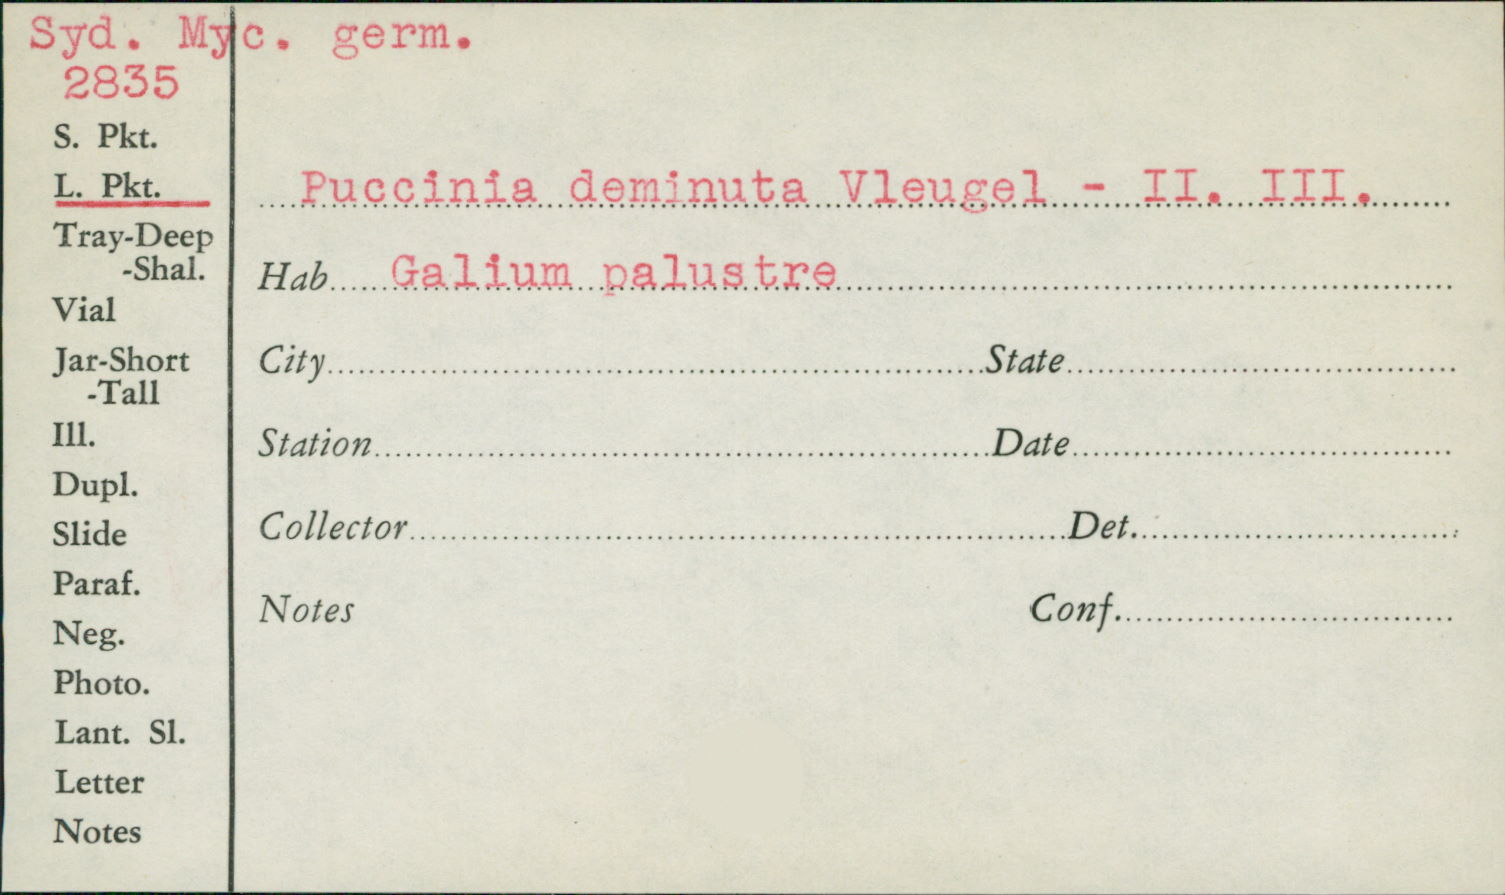 Syd. Myc. germ.
2835
S. Pkt.
L. Pkt.
Tray-Deep
-Shal.
Vial
Jar-Short
-Tall
Ill.
Dupl.
Slide
Paraf.
Neg.
Photo.
Lant. Sl.
Letter
Notes
Puccinia deminuta Vleugel - II. III.
Hab Galium palustre
City State
Station Date
Collector Det.
Notes Conf.